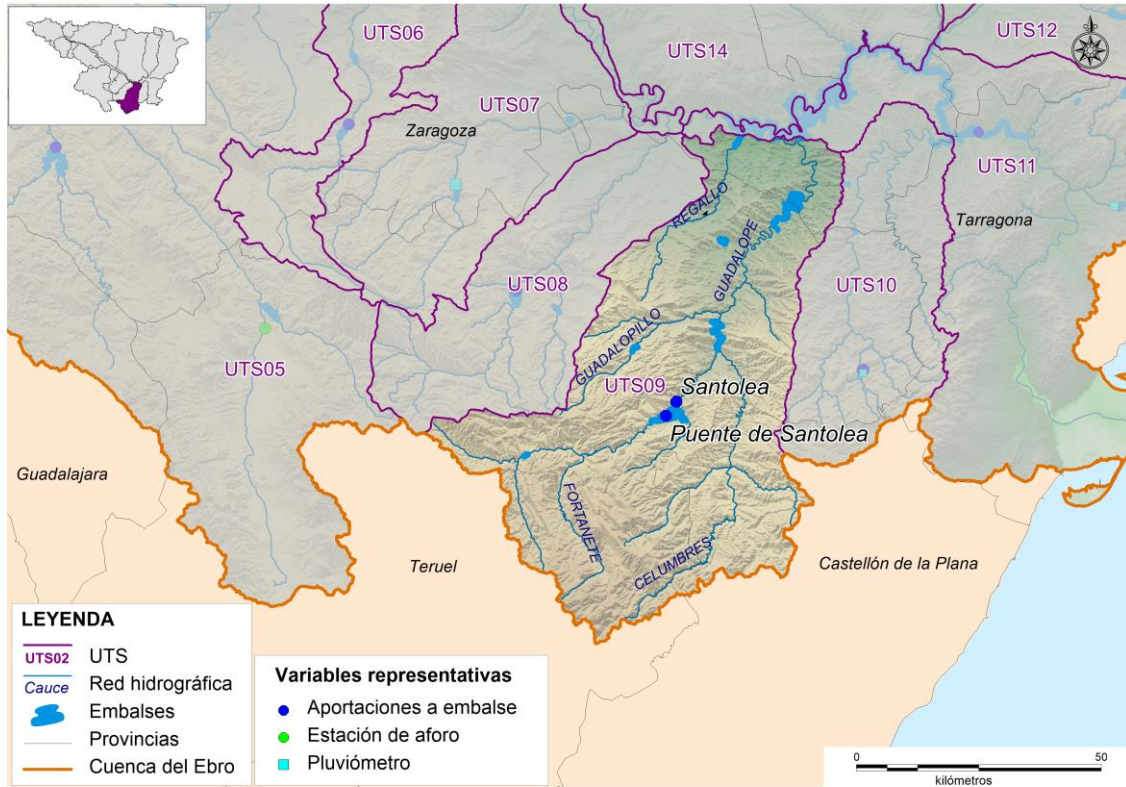 UTS06
UTS14
UTS12
UTS07
Zaragoza
UTS11
REGALLO
Tarragona
GUADALOPE
UTS08
UTS10
GUADALOPILLO
UTS05
UTS09
Santolea
Puente de Santolea
Guadalajara
FORTANETE
Teruel
CELUMBRES
Castellón de la Plana
LEYENDA
UTS02 UTS
Cauce Red hidrográfica
Embalses
Provincias
Cuenca del Ebro
Variables representativas
Aportaciones a embalse
Estación de aforo
Pluviómetro
0 50
kilómetros